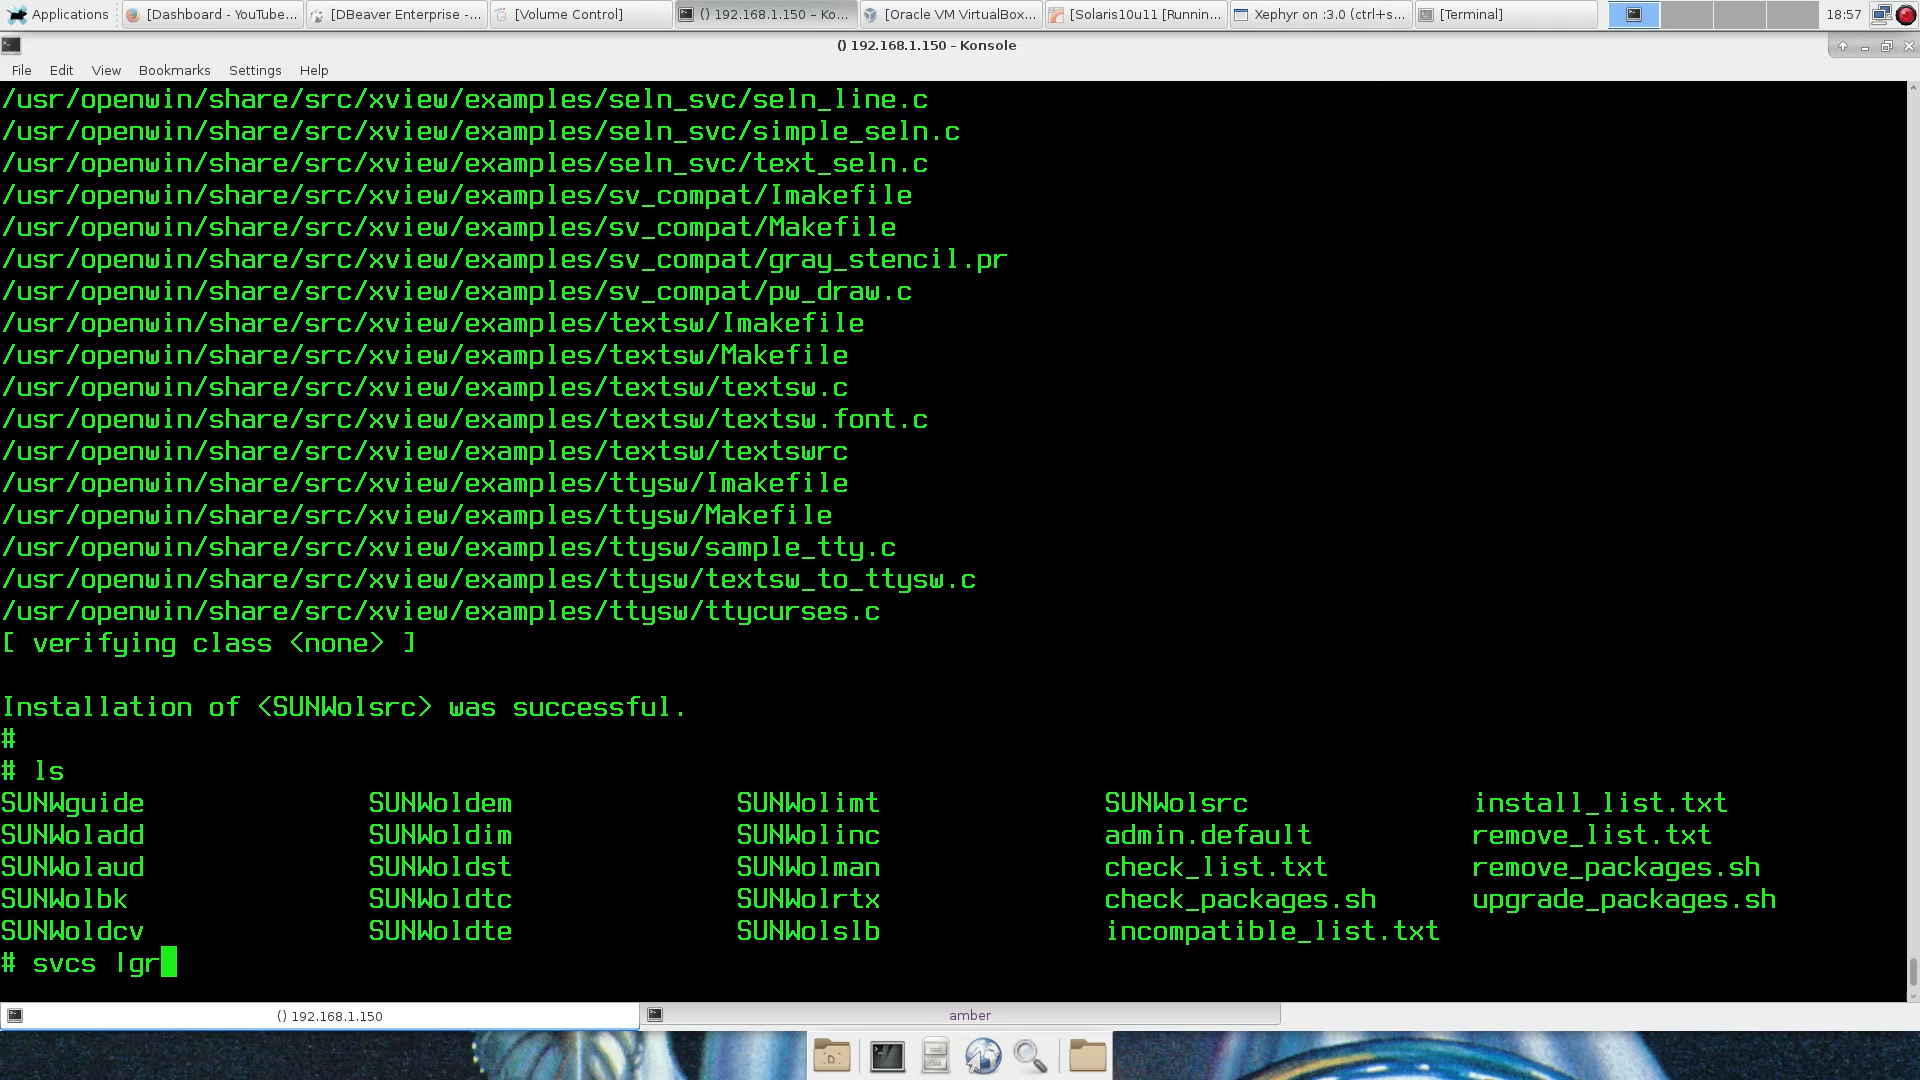 Applications [Dashboard - YouTube... [DBeaver Enterprise -... [Volume Control] () 192.168.1.150 – Ko... [Oracle VM VirtualBox... [Solaris10u11 [Runnin... Xephyr on :3.0 (ctrl+s... [Terminal] 18:57
() 192.168.1.150 – Konsole
File Edit View Bookmarks Settings Help
/usr/openwin/share/src/xview/examples/seln_svc/seln_line.c
/usr/openwin/share/src/xview/examples/seln_svc/simple_seln.c
/usr/openwin/share/src/xview/examples/seln_svc/text_seln.c
/usr/openwin/share/src/xview/examples/sv_compat/Imakefile
/usr/openwin/share/src/xview/examples/sv_compat/Makefile
/usr/openwin/share/src/xview/examples/sv_compat/gray_stencil.pr
/usr/openwin/share/src/xview/examples/sv_compat/pw_draw.c
/usr/openwin/share/src/xview/examples/textsw/Imakefile
/usr/openwin/share/src/xview/examples/textsw/Makefile
/usr/openwin/share/src/xview/examples/textsw/textsw.c
/usr/openwin/share/src/xview/examples/textsw/textsw.font.c
/usr/openwin/share/src/xview/examples/textsw/textswrc
/usr/openwin/share/src/xview/examples/ttysw/Imakefile
/usr/openwin/share/src/xview/examples/ttysw/Makefile
/usr/openwin/share/src/xview/examples/ttysw/sample_tty.c
/usr/openwin/share/src/xview/examples/ttysw/textsw_to_ttysw.c
/usr/openwin/share/src/xview/examples/ttysw/ttycurses.c
[ verifying class <none> ]
Installation of <SUNWolsrc> was successful.
#
# ls
SUNWguide SUNWoldem SUNWolimt SUNWolsrc install_list.txt
SUNWoladd SUNWoldim SUNWolinc admin.default remove_list.txt
SUNWolaud SUNWoldst SUNWolman check_list.txt remove_packages.sh
SUNWolbk SUNWoldtc SUNWolrtx check_packages.sh upgrade_packages.sh
SUNWoldcv SUNWoldte SUNWolslb incompatible_list.txt
# svcs |gr
() 192.168.1.150 amber